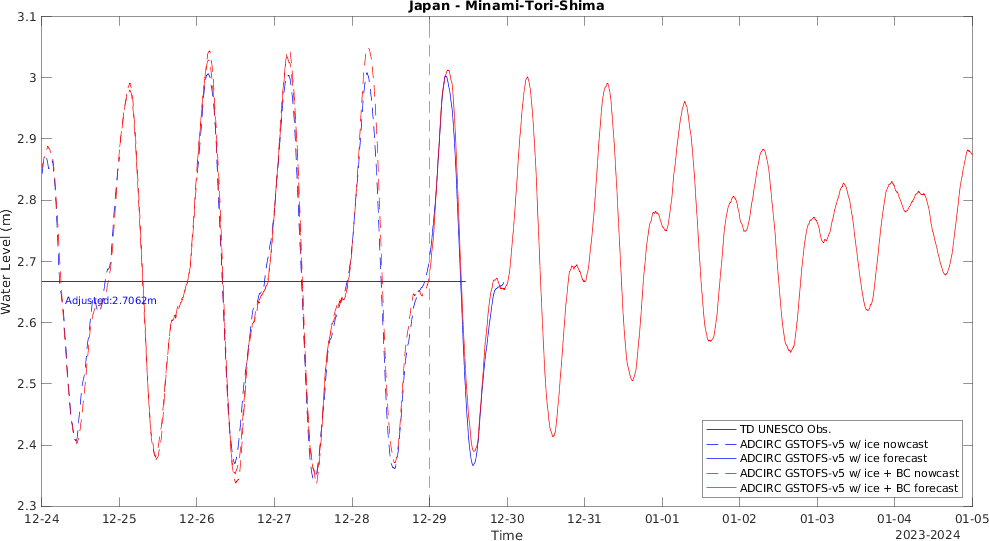 Japan - Minami-Tori-Shima
3.1
3
2.9
2.8
2.7
2.6
2.5
2.4
2.3
Water Level (m)
Adjusted:2.7062m
TD UNESCO Obs.
ADCIRC GSTOFS-v5 w/ ice nowcast
ADCIRC GSTOFS-v5 w/ ice forecast
ADCIRC GSTOFS-v5 w/ ice + BC nowcast
ADCIRC GSTOFS-v5 w/ ice + BC forecast
12-24 12-25 12-26 12-27 12-28 12-29 12-30 12-31 01-01 01-02 01-03 01-04 01-05
Time
2023-2024